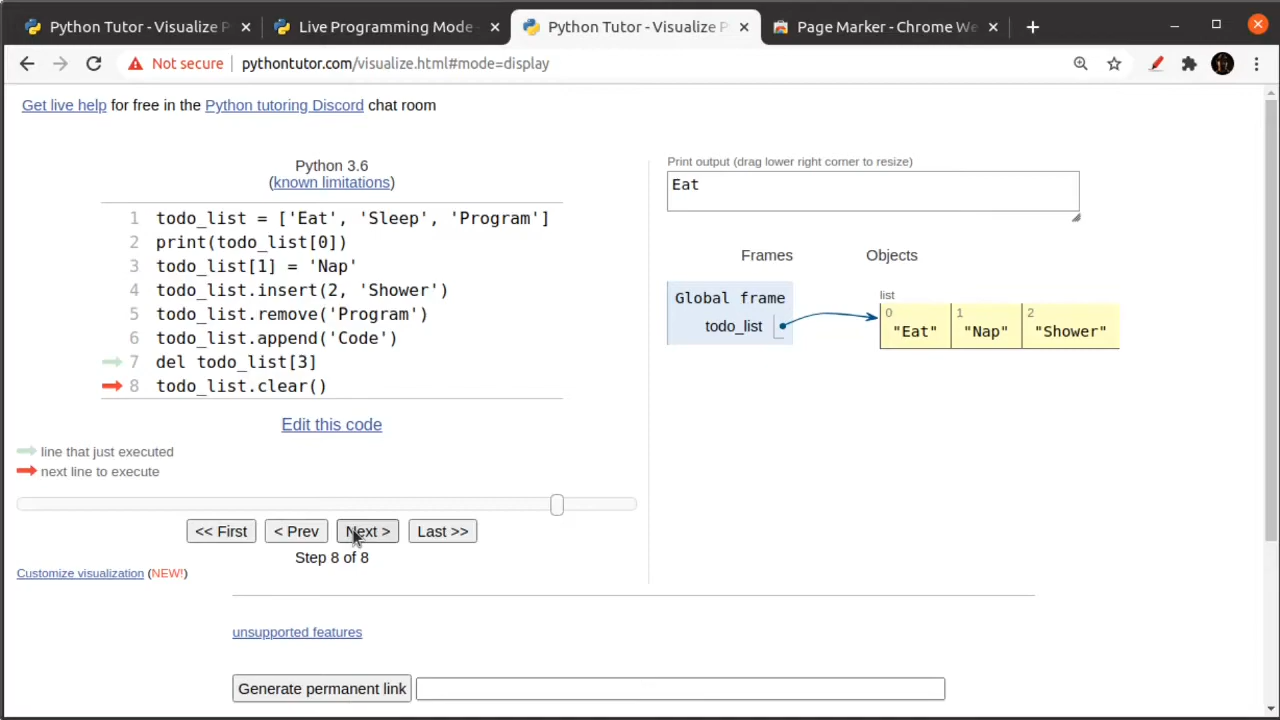 Python Tutor - Visualize P
Live Programming Mode -
Python Tutor - Visualize P
Page Marker - Chrome We
Not secure
pythontutor.com/visualize.html#mode=display
Get live help for free in the Python tutoring Discord chat room
Python 3.6
(known limitations)
1 todo_list = ['Eat', 'Sleep', 'Program']
2 print(todo_list[0])
3 todo_list[1] = 'Nap'
4 todo_list.insert(2, 'Shower')
5 todo_list.remove('Program')
6 todo_list.append('Code')
7 del todo_list[3]
8 todo_list.clear()
Edit this code
line that just executed
next line to execute
<< First
< Prev
Next >
Last >>
Step 8 of 8
Customize visualization (NEW!)
Print output (drag lower right corner to resize)
Eat
Frames
Objects
Global frame
todo_list
list
0
"Eat"
1
"Nap"
2
"Shower"
unsupported features
Generate permanent link